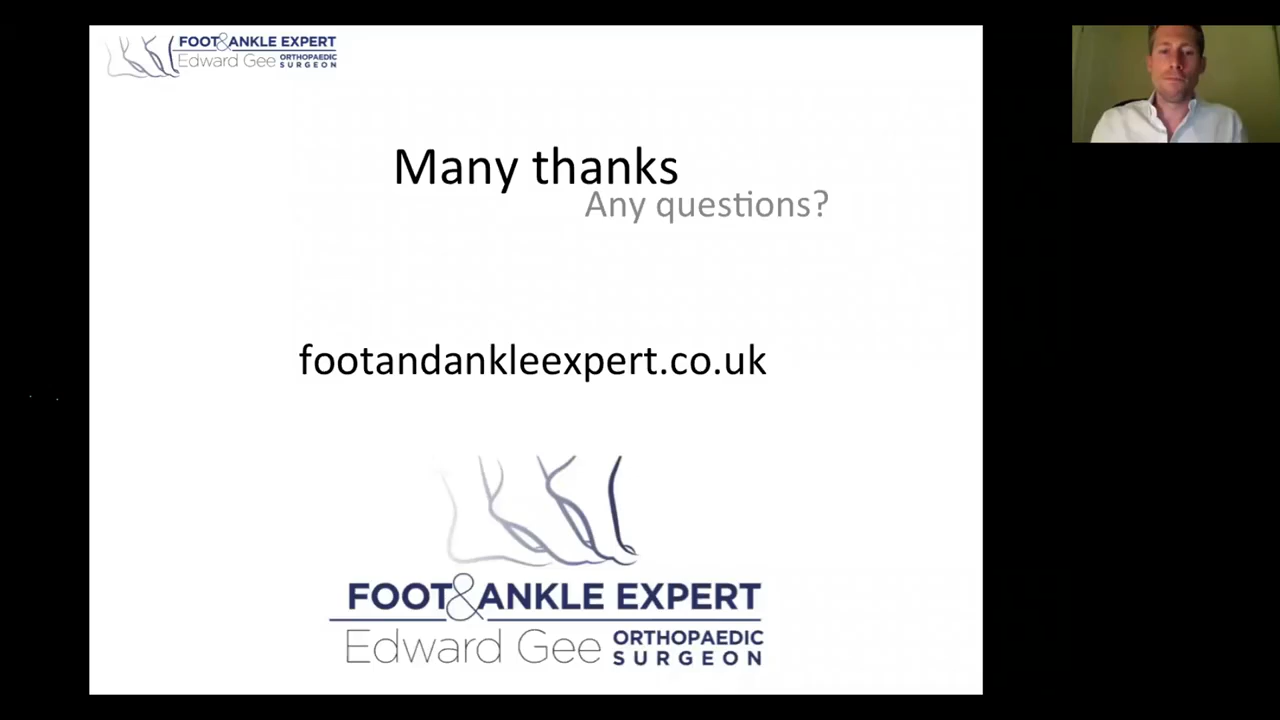 FOOT&ANKLE EXPERT
Edward Gee ORTHOPAEDIC SURGEON
Many thanks
Any questions?
footandankleexpert.co.uk
FOOT&ANKLE EXPERT
Edward Gee ORTHOPAEDIC SURGEON